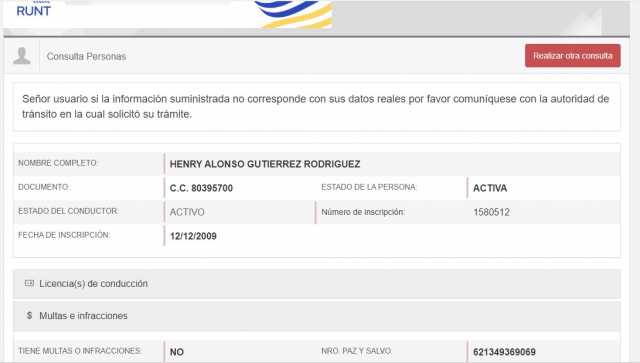 RUNT
Consulta Personas
Realizar otra consulta
Señor usuario si la información suministrada no corresponde con sus datos reales por favor comuníquese con la autoridad de
tránsito en la cual solicitó su trámite.
NOMBRE COMPLETO: HENRY ALONSO GUTIERREZ RODRIGUEZ
DOCUMENTO: C.C. 80395700 ESTADO DE LA PERSONA: ACTIVA
ESTADO DEL CONDUCTOR: ACTIVO Número de inscripción: 1580512
FECHA DE INSCRIPCIÓN: 12/12/2009
Licencia(s) de conducción
$ Multas e infracciones
TIENE MULTAS O INFRACCIONES: NO NRO. PAZ Y SALVO: 621349369069